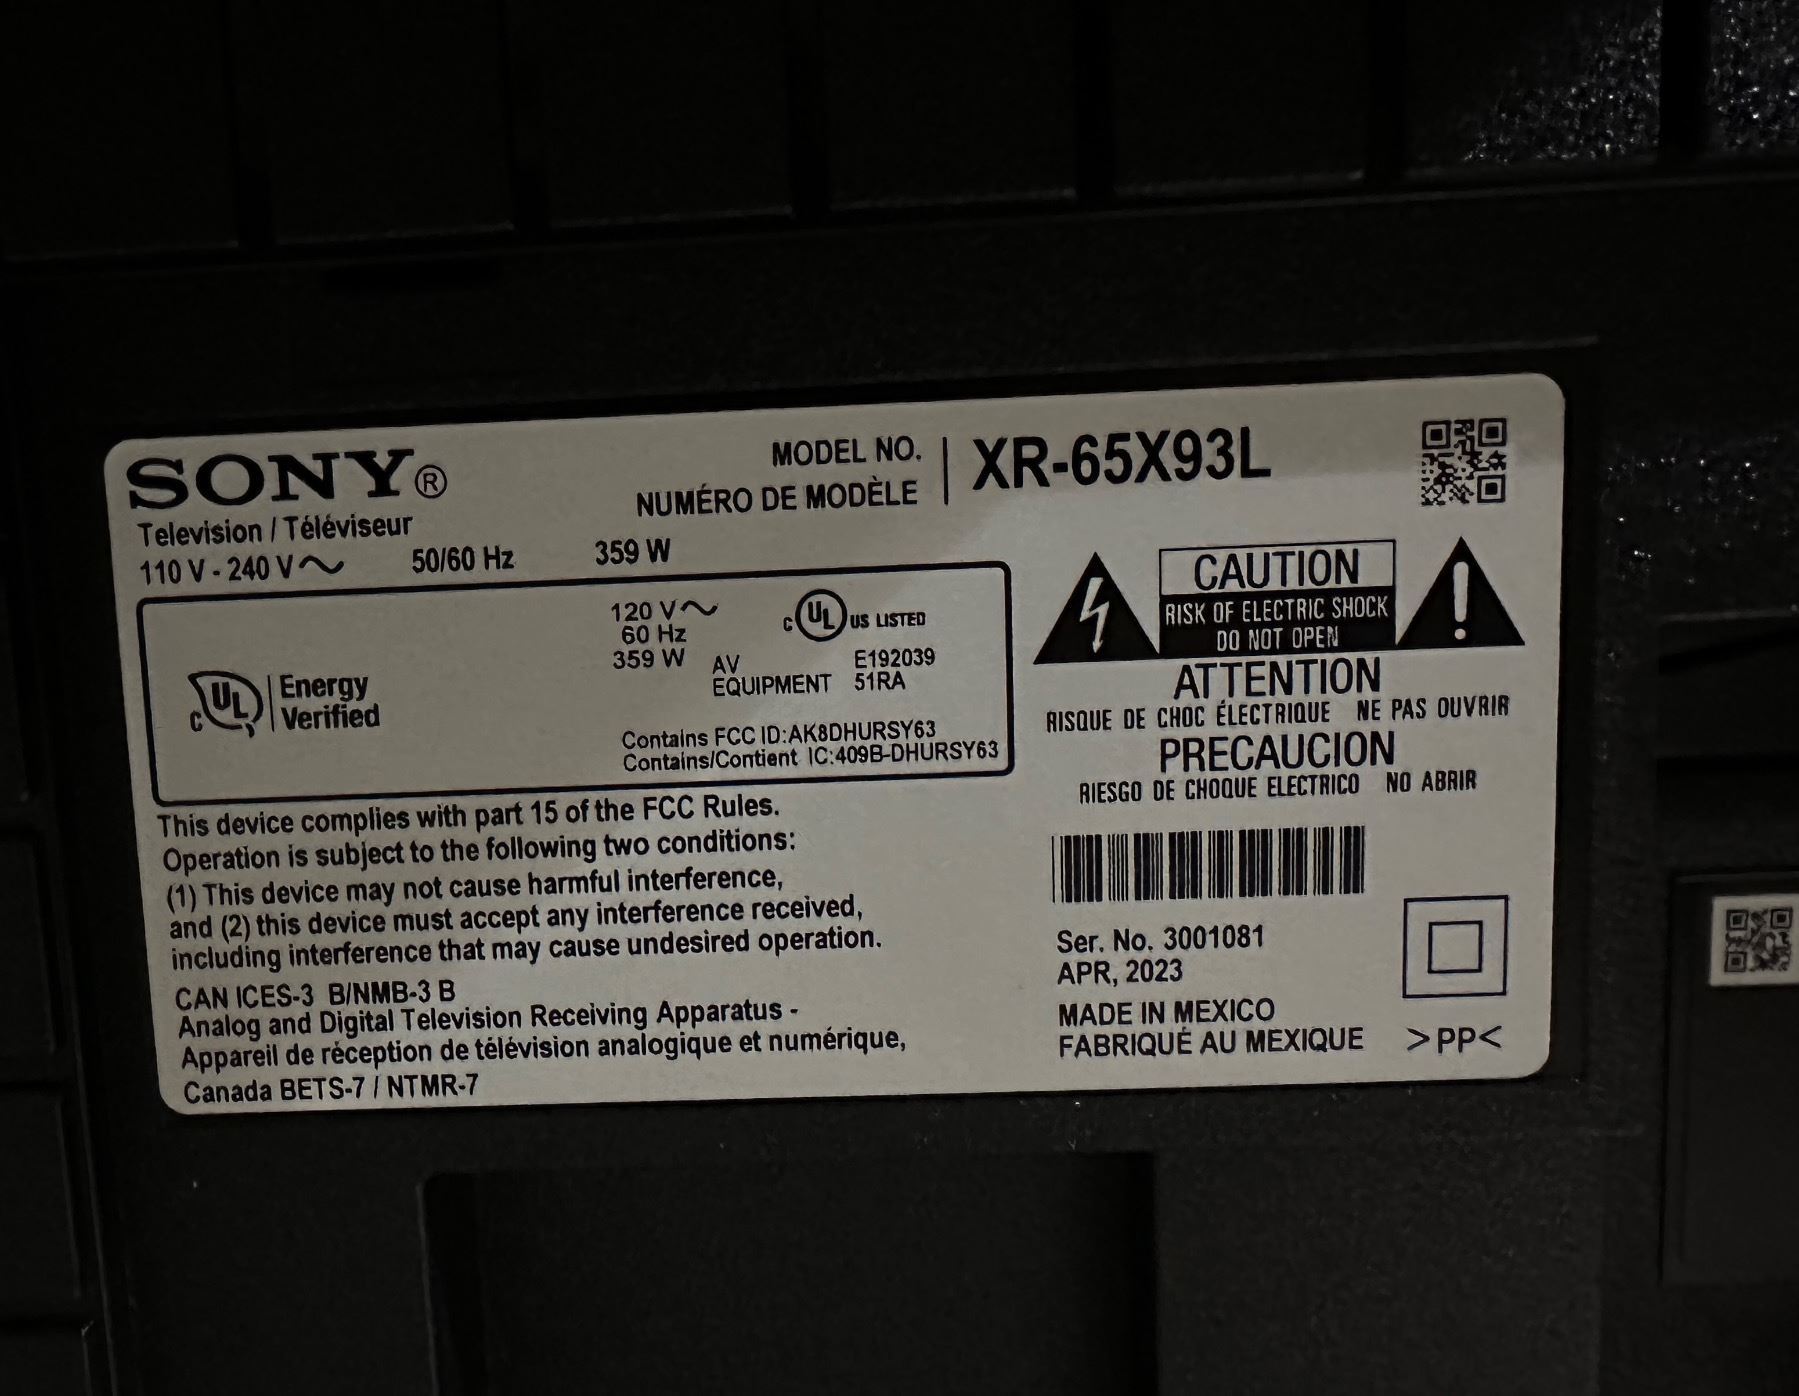 SONY®
MODEL NO.
NUMÉRO DE MODÈLE
XR-65X93L
Television / Téléviseur
110 V - 240 V~ 50/60 Hz 359 W
120 V~
60 Hz
359 W
C UL US LISTED
AV
EQUIPMENT
E192039
51RA
C UL Energy
Verified
Contains FCC ID:AK8DHURSY63
Contains/Contient IC:409B-DHURSY63
This device complies with part 15 of the FCC Rules.
Operation is subject to the following two conditions:
(1) This device may not cause harmful interference,
and (2) this device must accept any interference received,
including interference that may cause undesired operation.
CAN ICES-3 B/NMB-3 B
Analog and Digital Television Receiving Apparatus -
Appareil de réception de télévision analogique et numérique,
Canada BETS-7 / NTMR-7
CAUTION
RISK OF ELECTRIC SHOCK
DO NOT OPEN
ATTENTION
RISQUE DE CHOC ÉLECTRIQUE NE PAS OUVRIR
PRECAUCION
RIESGO DE CHOQUE ELECTRICO NO ABRIR
Ser. No. 3001081
APR, 2023
MADE IN MEXICO
FABRIQUÉ AU MEXIQUE
>PP<